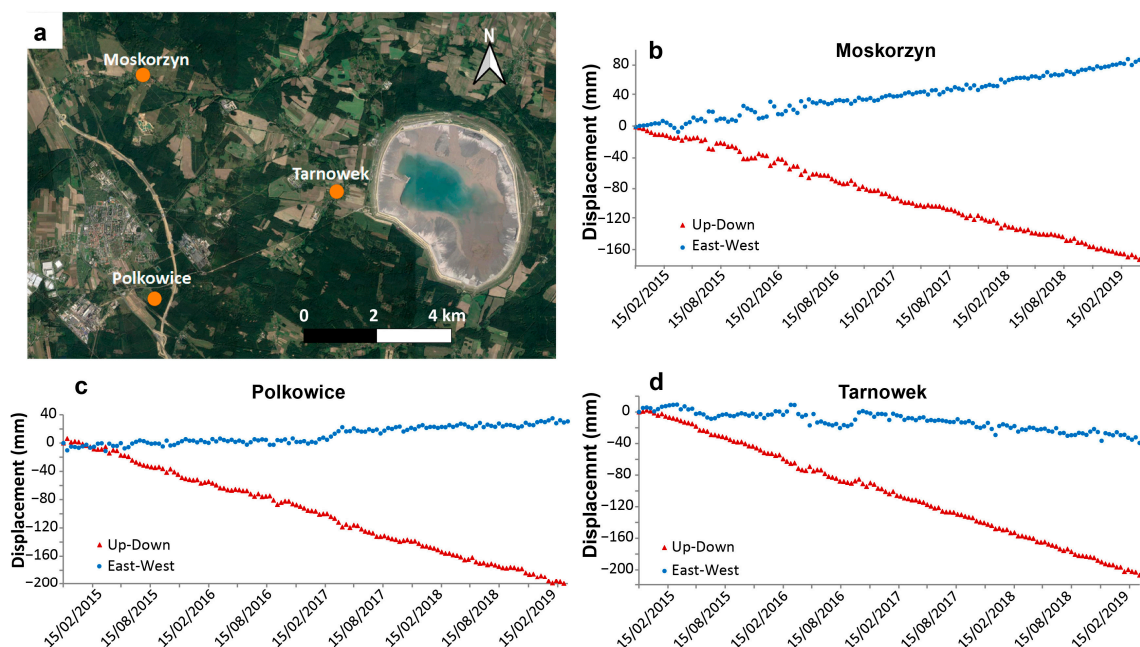 a
Moskorzyn
N
Tarnowek
Polkowice
0 2 4 km
b
Moskorzyn
Displacement (mm)
80
40
0
−40
−80
−120
−160
Up-Down
East-West
15/02/2015
15/08/2015
15/02/2016
15/08/2016
15/02/2017
15/08/2017
15/02/2018
15/08/2018
15/02/2019
c
Polkowice
Displacement (mm)
40
0
−40
−80
−120
−160
−200
Up-Down
East-West
15/02/2015
15/08/2015
15/02/2016
15/08/2016
15/02/2017
15/08/2017
15/02/2018
15/08/2018
15/02/2019
d
Tarnowek
Displacemnt (mm)
0
−40
−80
−120
−160
−200
Up-Down
East-West
15/02/2015
15/08/2015
15/02/2016
15/08/2016
15/02/2017
15/08/2017
15/02/2018
15/08/2018
15/02/2019